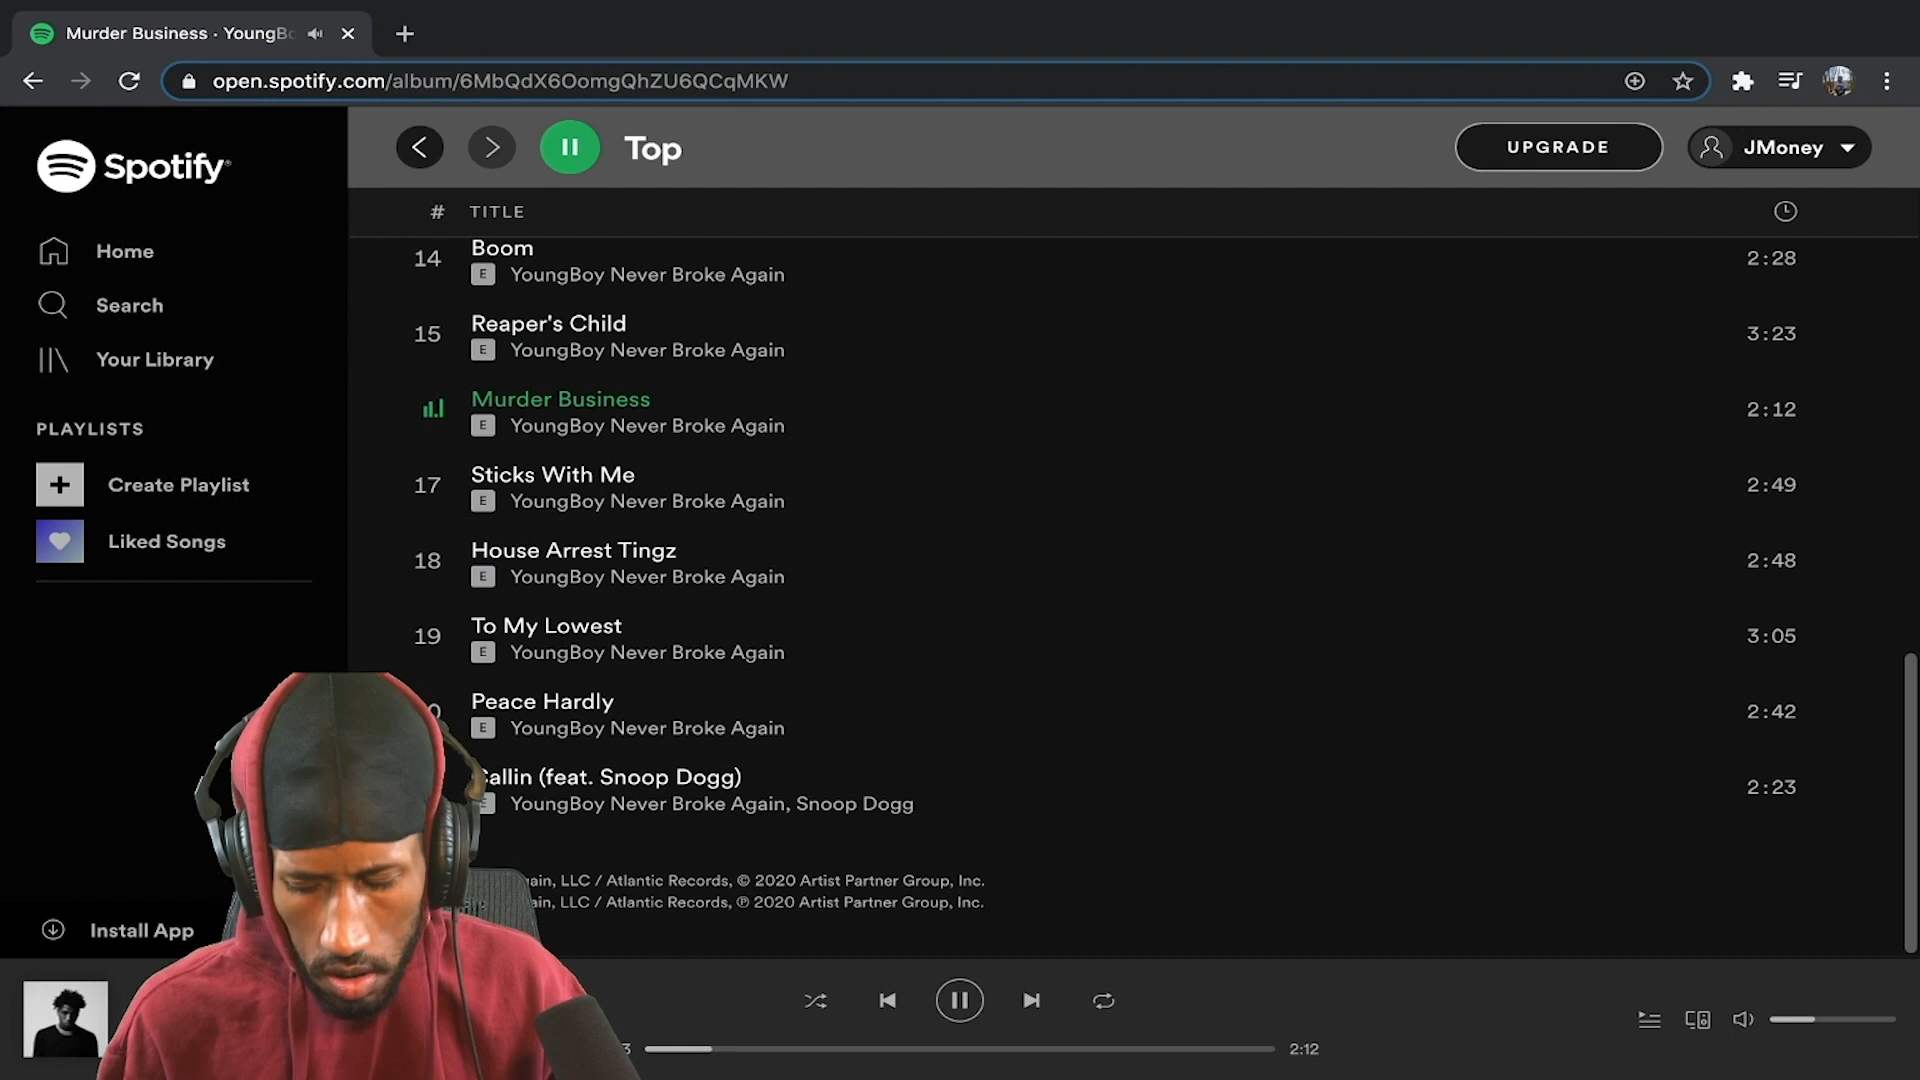 Murder Business · YoungB
open.spotify.com/album/6MbQdX6OomgQhZU6QCqMKW
Spotify
Top
UPGRADE
JMoney
Home
Search
Your Library
PLAYLISTS
Create Playlist
Liked Songs
Install App
# TITLE
14 Boom 2:28
E YoungBoy Never Broke Again
15 Reaper's Child 3:23
E YoungBoy Never Broke Again
Murder Business 2:12
E YoungBoy Never Broke Again
17 Sticks With Me 2:49
E YoungBoy Never Broke Again
18 House Arrest Tingz 2:48
E YoungBoy Never Broke Again
19 To My Lowest 3:05
E YoungBoy Never Broke Again
0 Peace Hardly 2:42
E YoungBoy Never Broke Again
Callin (feat. Snoop Dogg) 2:23
E YoungBoy Never Broke Again, Snoop Dogg
LLC / Atlantic Records, © 2020 Artist Partner Group, Inc.
LLC / Atlantic Records, ℗ 2020 Artist Partner Group, Inc.
3 2:12